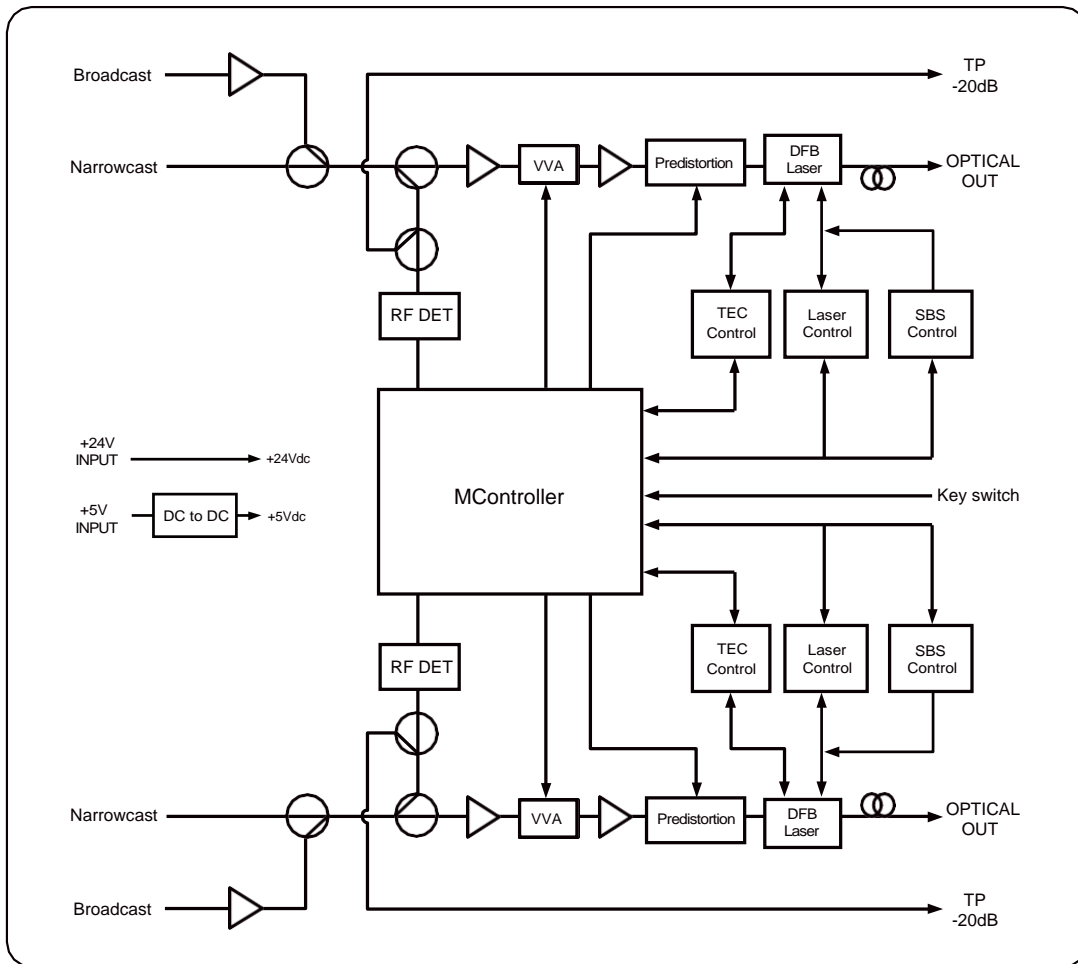 Broadcast
TP
-20dB
Narrowcast
VVA
Predistortion
DFB
Laser
OPTICAL
OUT
RF DET
TEC
Control
Laser
Control
SBS
Control
+24V
INPUT
+24Vdc
MController
Key switch
+5V
INPUT
DC to DC
+5Vdc
RF DET
TEC
Control
Laser
Control
SBS
Control
Narrowcast
VVA
Predistortion
DFB
Laser
OPTICAL
OUT
Broadcast
TP
-20dB